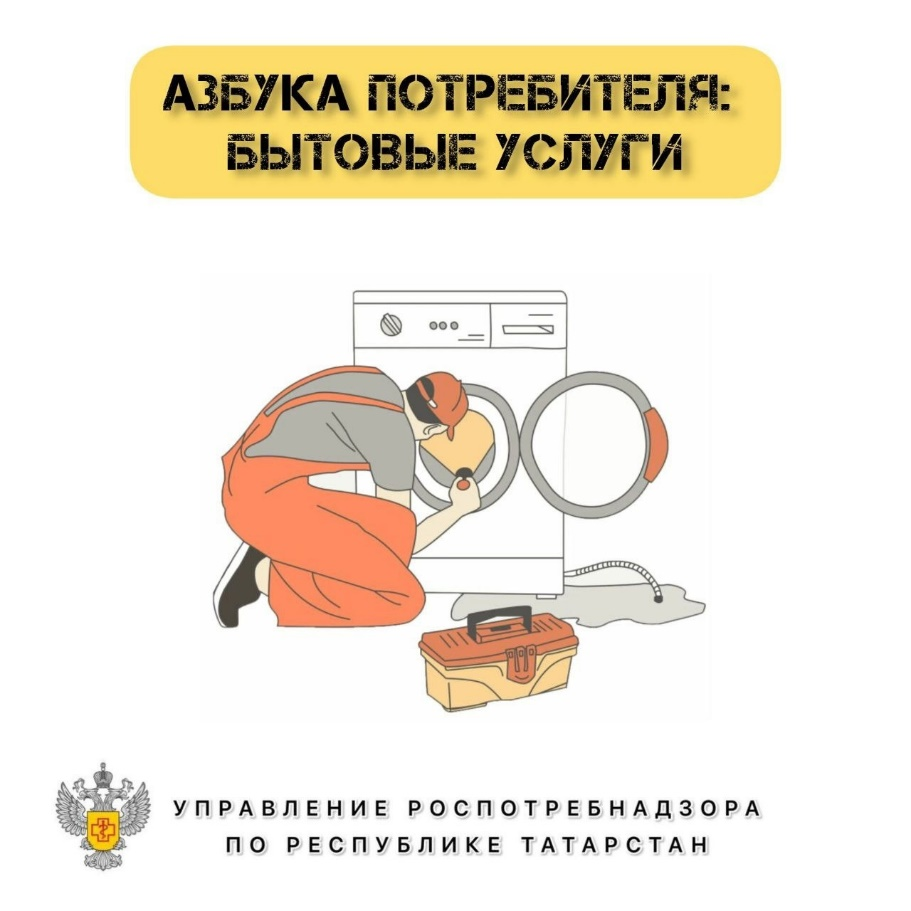 АЗБУКА ПОТРЕБИТЕЛЯ:
БЫТОВЫЕ УСЛУГИ
УПРАВЛЕНИЕ РОСПОТРЕБНАДЗОРА
ПО РЕСПУБЛИКЕ ТАТАРСТАН